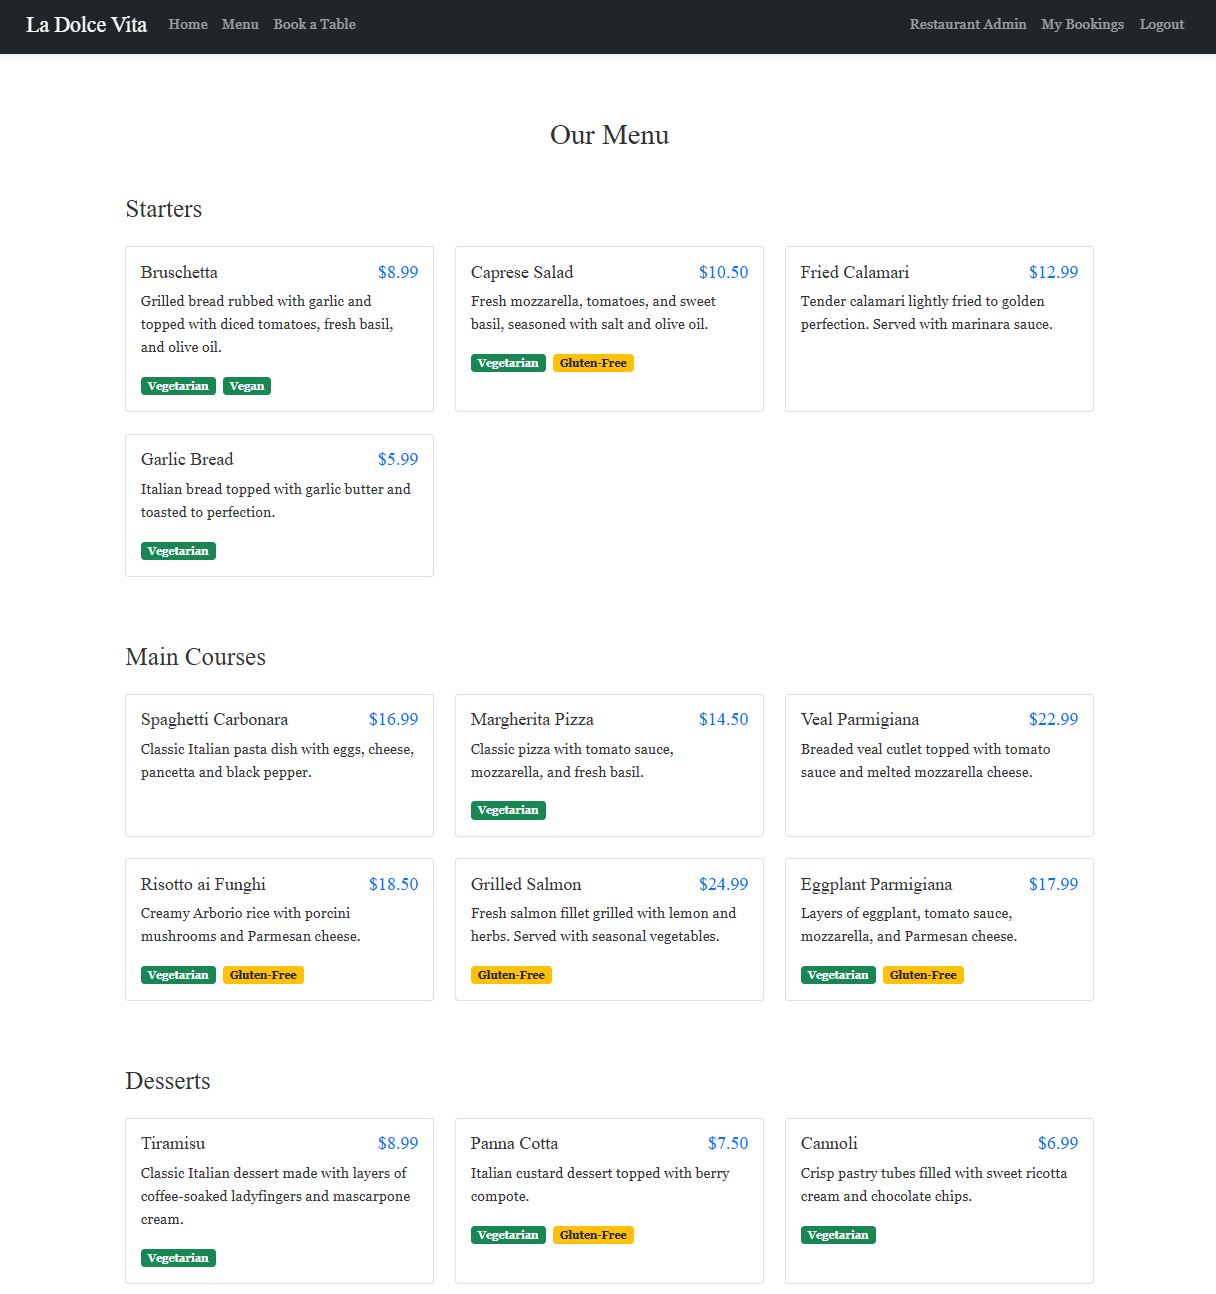 La Dolce Vita Home Menu Book a Table Restaurant Admin My Bookings Logout
Our Menu
Starters
Bruschetta $8.99
Grilled bread rubbed with garlic and
topped with diced tomatoes, fresh basil,
and olive oil.
Vegetarian Vegan
Caprese Salad $10.50
Fresh mozzarella, tomatoes, and sweet
basil, seasoned with salt and olive oil.
Vegetarian Gluten-Free
Fried Calamari $12.99
Tender calamari lightly fried to golden
perfection. Served with marinara sauce.
Garlic Bread $5.99
Italian bread topped with garlic butter and
toasted to perfection.
Vegetarian
Main Courses
Spaghetti Carbonara $16.99
Classic Italian pasta dish with eggs, cheese,
pancetta and black pepper.
Margherita Pizza $14.50
Classic pizza with tomato sauce,
mozzarella, and fresh basil.
Vegetarian
Veal Parmigiana $22.99
Breaded veal cutlet topped with tomato
sauce and melted mozzarella cheese.
Risotto ai Funghi $18.50
Creamy Arborio rice with porcini
mushrooms and Parmesan cheese.
Vegetarian Gluten-Free
Grilled Salmon $24.99
Fresh salmon fillet grilled with lemon and
herbs. Served with seasonal vegetables.
Gluten-Free
Eggplant Parmigiana $17.99
Layers of eggplant, tomato sauce,
mozzarella, and Parmesan cheese.
Vegetarian Gluten-Free
Desserts
Tiramisu $8.99
Classic Italian dessert made with layers of
coffee-soaked ladyfingers and mascarpone
cream.
Vegetarian
Panna Cotta $7.50
Italian custard dessert topped with berry
compote.
Vegetarian Gluten-Free
Cannoli $6.99
Crisp pastry tubes filled with sweet ricotta
cream and chocolate chips.
Vegetarian